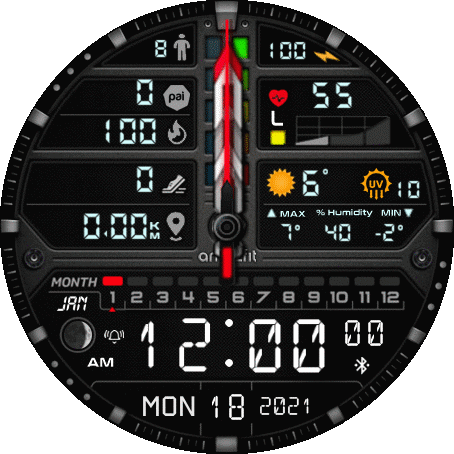 8 100
0 pai 55
100 L
0 6°
UV 10
0.00 KM
▲ MAX % Humidity MIN ▼
7° 40 -2°
MONTH
JAN 1 2 3 4 5 6 7 8 9 10 11 12
12:00 00
AM
MON 18 2021